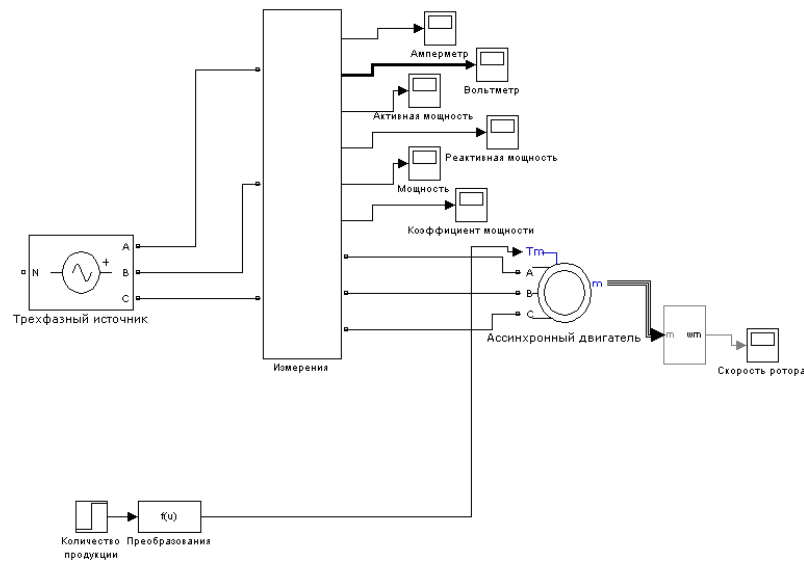 Амперметр
Вольтметр
Активная мощность
Реактивная мощность
Мощность
Коэффициент мощности
A
N
B
C
Трехфазный источник
Измерения
Tm
A
B
C
m
Ассинхронный двигатель
m
wm
Скорость ротора
f(u)
Количество
продукции
Преобразования